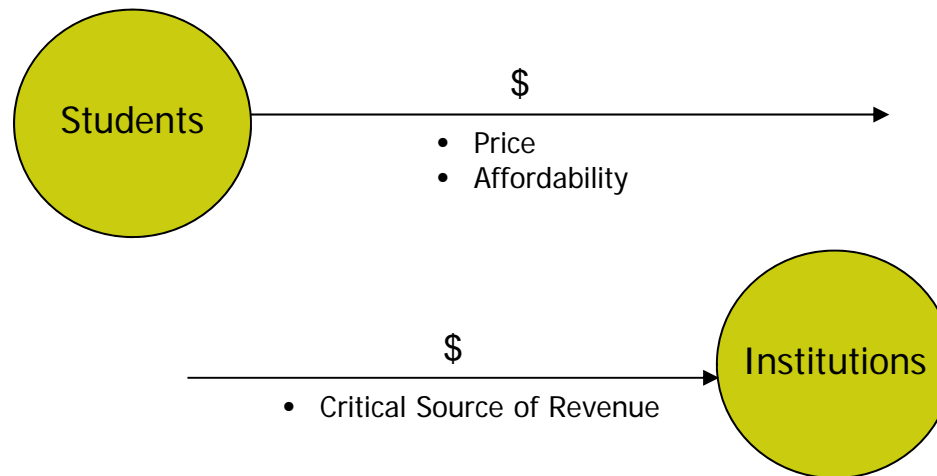 $
Students
• Price
• Affordability
$
Institutions
• Critical Source of Revenue